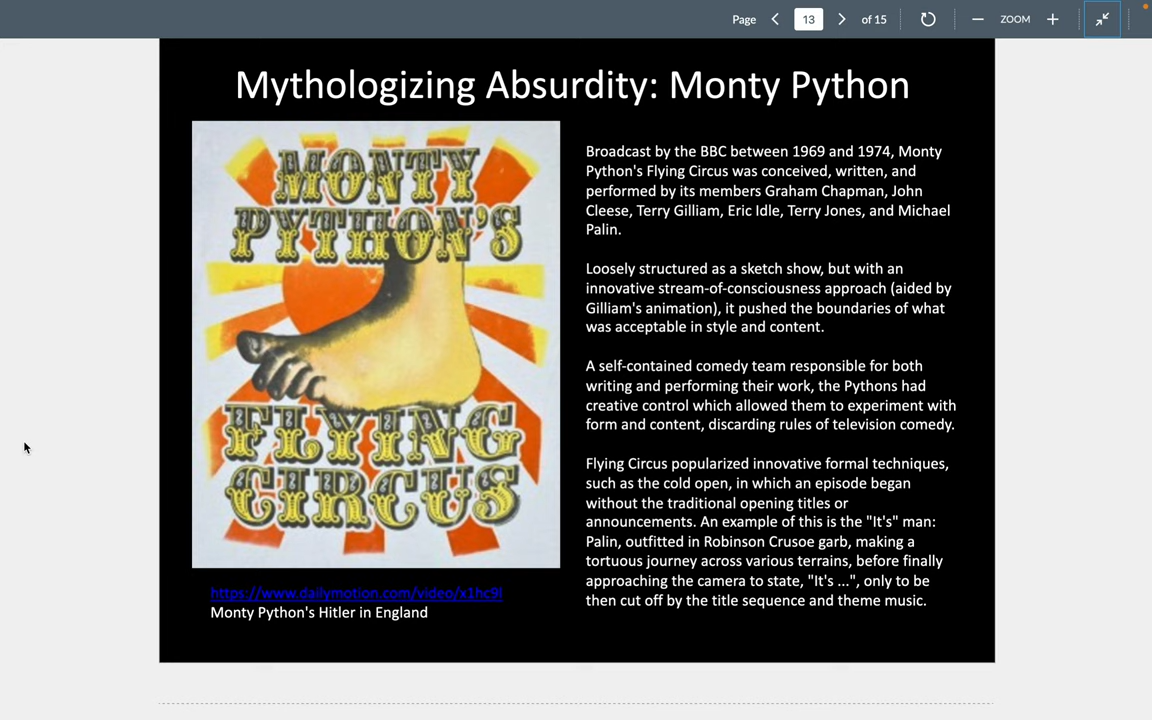 Page 13 of 15 ZOOM
Mythologizing Absurdity: Monty Python
MONTY
PYTHON'S
FLYING
CIRCUS
https://www.dailymotion.com/video/x1hc9l
Monty Python's Hitler in England
Broadcast by the BBC between 1969 and 1974, Monty
Python's Flying Circus was conceived, written, and
performed by its members Graham Chapman, John
Cleese, Terry Gilliam, Eric Idle, Terry Jones, and Michael
Palin.
Loosely structured as a sketch show, but with an
innovative stream-of-consciousness approach (aided by
Gilliam's animation), it pushed the boundaries of what
was acceptable in style and content.
A self-contained comedy team responsible for both
writing and performing their work, the Pythons had
creative control which allowed them to experiment with
form and content, discarding rules of television comedy.
Flying Circus popularized innovative formal techniques,
such as the cold open, in which an episode began
without the traditional opening titles or
announcements. An example of this is the "It's" man:
Palin, outfitted in Robinson Crusoe garb, making a
tortuous journey across various terrains, before finally
approaching the camera to state, "It's ...", only to be
then cut off by the title sequence and theme music.